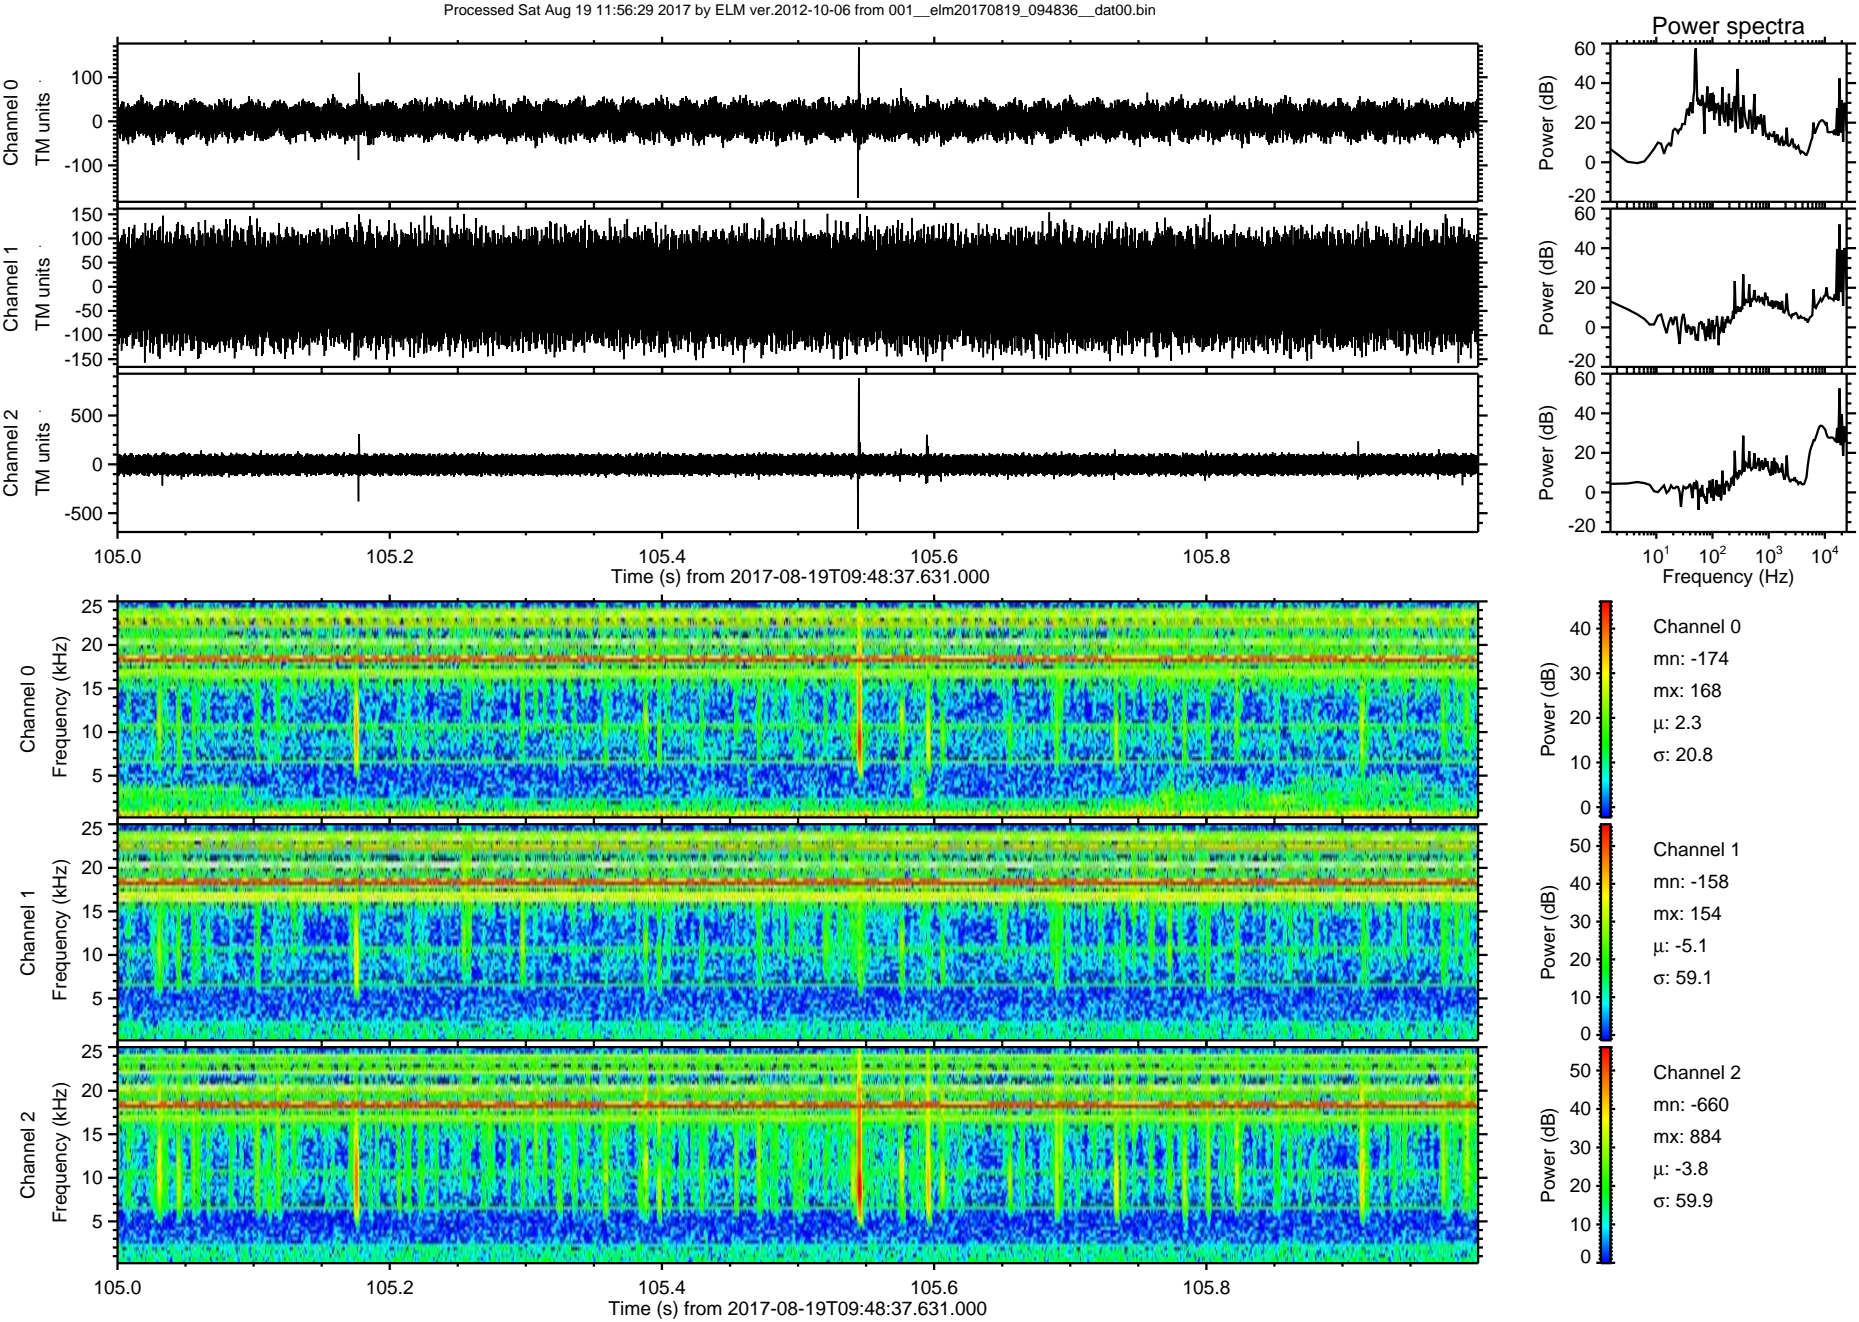 Processed Sat Aug 19 11:56:29 2017 by ELM ver.2012-10-06 from 001__elm20170819_094836__dat00.bin
Power spectra
Channel 0
TM units
100
0
-100
Power (dB)
60
40
20
0
-20
Channel 1
TM units
150
100
50
0
-50
-100
-150
Power (dB)
60
40
20
0
-20
Channel 2
TM units
500
0
-500
Power (dB)
60
40
20
0
-20
105.0 105.2 105.4 105.6 105.8
Time (s) from 2017-08-19T09:48:37.631.000
10¹ 10² 10³ 10⁴
Frequency (Hz)
Channel 0
Frequency (kHz)
25
20
15
10
5
Power (dB)
40
30
20
10
0
Channel 0
mn: -174
mx: 168
μ: 2.3
σ: 20.8
Channel 1
Frequency (kHz)
25
20
15
10
5
Power (dB)
50
40
30
20
10
0
Channel 1
mn: -158
mx: 154
μ: -5.1
σ: 59.1
Channel 2
Frequency (kHz)
25
20
15
10
5
Power (dB)
50
40
30
20
10
0
Channel 2
mn: -660
mx: 884
μ: -3.8
σ: 59.9
105.0 105.2 105.4 105.6 105.8
Time (s) from 2017-08-19T09:48:37.631.000